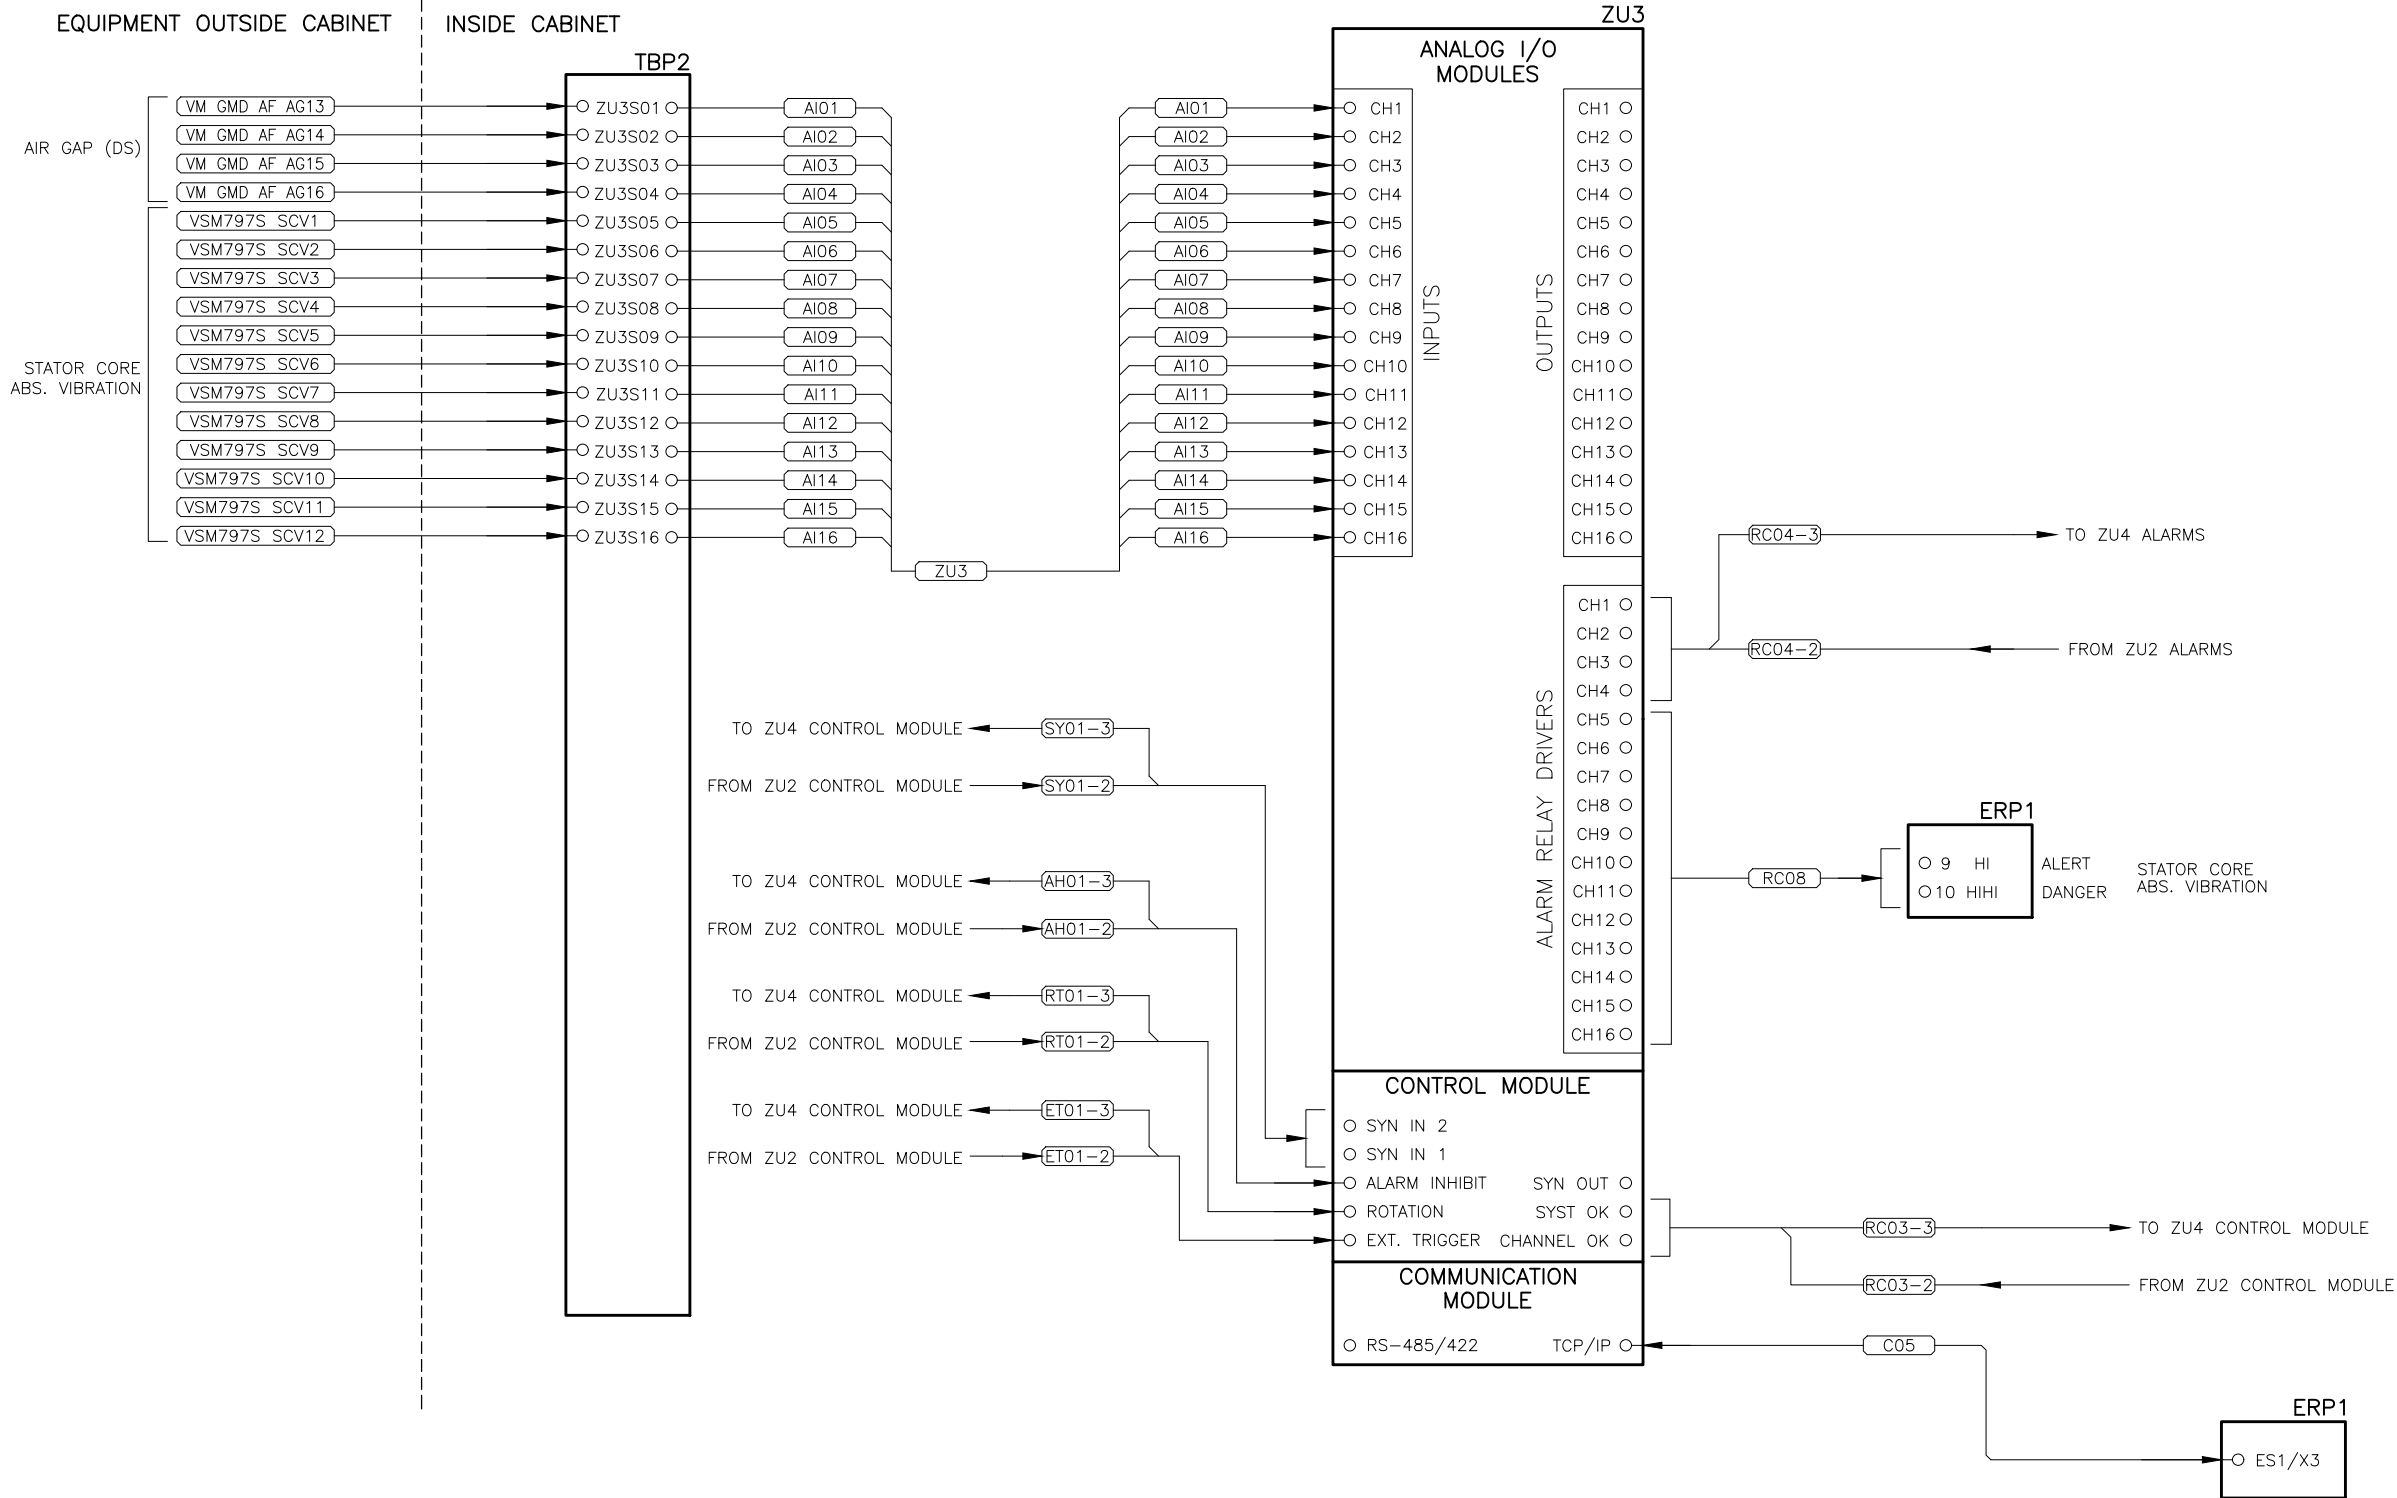 EQUIPMENT OUTSIDE CABINET
INSIDE CABINET
TBP2
ZU3
AIR GAP (DS)
VM GMD AF AG13
VM GMD AF AG14
VM GMD AF AG15
VM GMD AF AG16
STATOR CORE
ABS. VIBRATION
VSM797S SCV1
VSM797S SCV2
VSM797S SCV3
VSM797S SCV4
VSM797S SCV5
VSM797S SCV6
VSM797S SCV7
VSM797S SCV8
VSM797S SCV9
VSM797S SCV10
VSM797S SCV11
VSM797S SCV12
ZU3S01
ZU3S02
ZU3S03
ZU3S04
ZU3S05
ZU3S06
ZU3S07
ZU3S08
ZU3S09
ZU3S10
ZU3S11
ZU3S12
ZU3S13
ZU3S14
ZU3S15
ZU3S16
AI01
AI02
AI03
AI04
AI05
AI06
AI07
AI08
AI09
AI10
AI11
AI12
AI13
AI14
AI15
AI16
ZU3
AI01
AI02
AI03
AI04
AI05
AI06
AI07
AI08
AI09
AI10
AI11
AI12
AI13
AI14
AI15
AI16
ANALOG I/O
MODULES
CH1
CH2
CH3
CH4
CH5
CH6
CH7
CH8
CH9
CH10
CH11
CH12
CH13
CH14
CH15
CH16
INPUTS
OUTPUTS
CH1
CH2
CH3
CH4
CH5
CH6
CH7
CH8
CH9
CH10
CH11
CH12
CH13
CH14
CH15
CH16
ALARM RELAY DRIVERS
CH1
CH2
CH3
CH4
CH5
CH6
CH7
CH8
CH9
CH10
CH11
CH12
CH13
CH14
CH15
CH16
RC04-3
TO ZU4 ALARMS
RC04-2
FROM ZU2 ALARMS
RC08
ERP1
9 HI
10 HIHI
ALERT
DANGER
STATOR CORE
ABS. VIBRATION
TO ZU4 CONTROL MODULE
SY01-3
FROM ZU2 CONTROL MODULE
SY01-2
TO ZU4 CONTROL MODULE
AH01-3
FROM ZU2 CONTROL MODULE
AH01-2
TO ZU4 CONTROL MODULE
RT01-3
FROM ZU2 CONTROL MODULE
RT01-2
TO ZU4 CONTROL MODULE
ET01-3
FROM ZU2 CONTROL MODULE
ET01-2
CONTROL MODULE
SYN IN 2
SYN IN 1
ALARM INHIBIT
ROTATION
EXT. TRIGGER
SYN OUT
SYST OK
CHANNEL OK
RC03-3
TO ZU4 CONTROL MODULE
RC03-2
FROM ZU2 CONTROL MODULE
COMMUNICATION
MODULE
RS-485/422
TCP/IP
C05
ERP1
ES1/X3